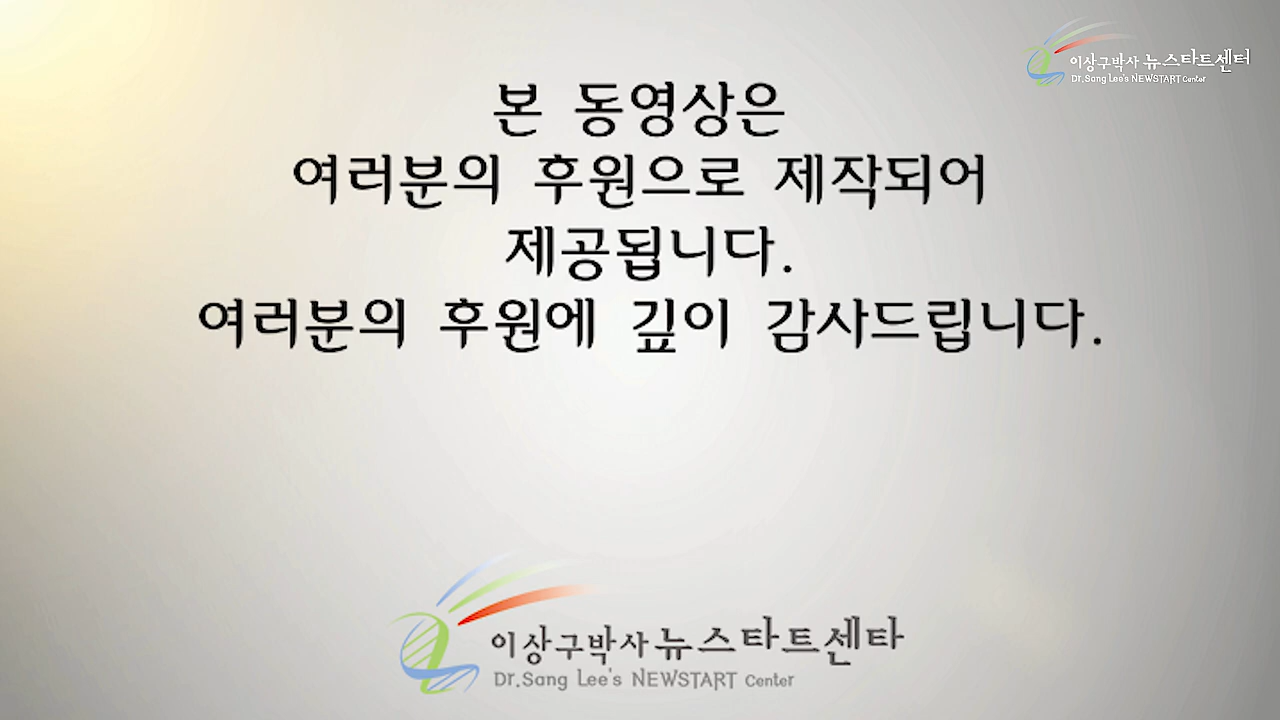 이상구박사 뉴스타트센터
Dr.Sang Lee's NEWSTART Center
본 동영상은
여러분의 후원으로 제작되어
제공됩니다.
여러분의 후원에 깊이 감사드립니다.
이상구박사 뉴스타트센타
Dr.Sang Lee's NEWSTART Center